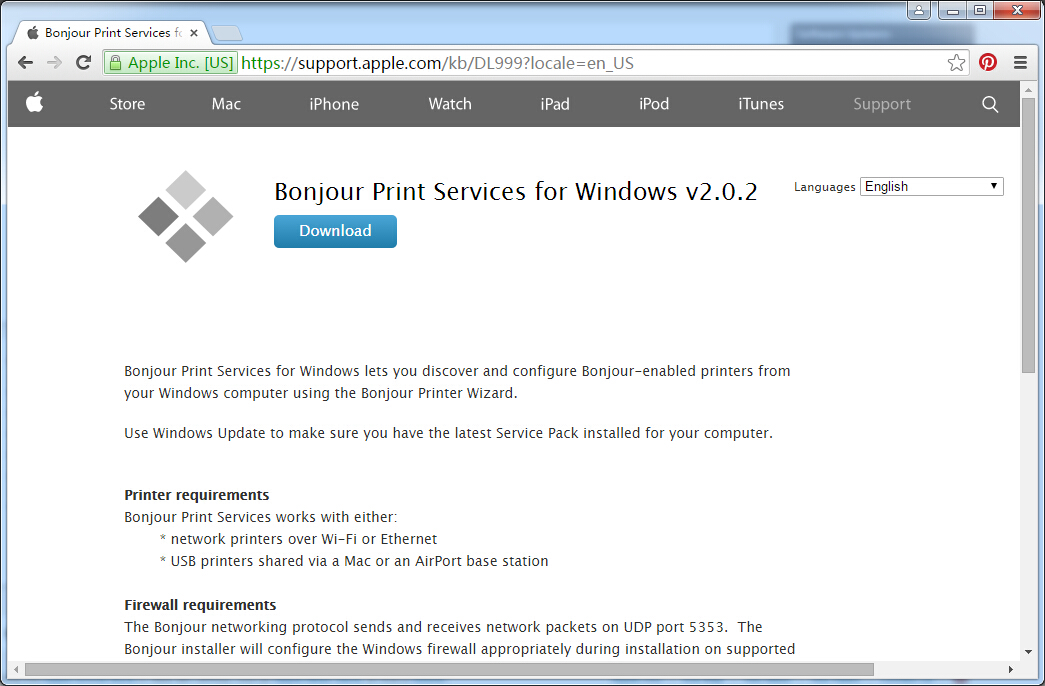 Bonjour Print Services fo
Apple Inc. [US] https://support.apple.com/kb/DL999?locale=en_US
Store Mac iPhone Watch iPad iPod iTunes Support
Bonjour Print Services for Windows v2.0.2
Languages English
Download
Bonjour Print Services for Windows lets you discover and configure Bonjour-enabled printers from
your Windows computer using the Bonjour Printer Wizard.
Use Windows Update to make sure you have the latest Service Pack installed for your computer.
Printer requirements
Bonjour Print Services works with either:
* network printers over Wi-Fi or Ethernet
* USB printers shared via a Mac or an AirPort base station
Firewall requirements
The Bonjour networking protocol sends and receives network packets on UDP port 5353. The
Bonjour installer will configure the Windows firewall appropriately during installation on supported